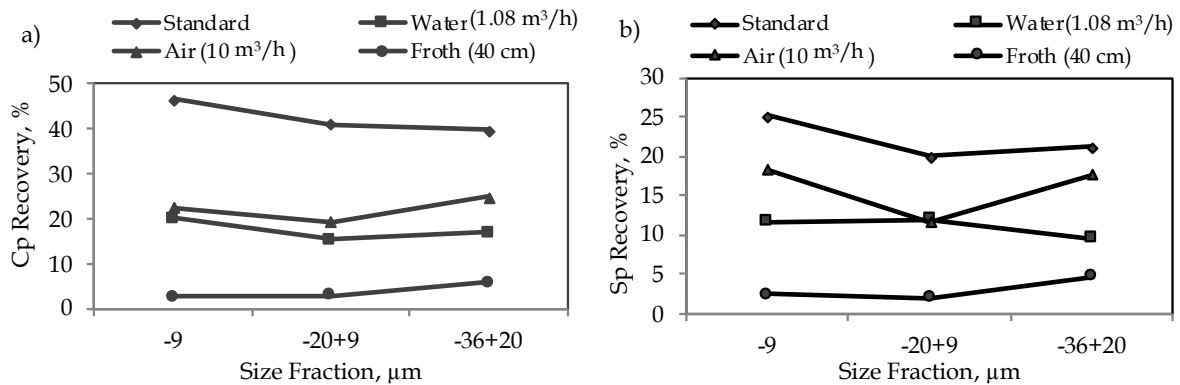 a)
Standard
Water (1.08 m³/h)
Air (10 m³/h)
Froth (40 cm)
Cp Recovery, %
50
40
30
20
10
0
-9
-20+9
-36+20
Size Fraction, µm
b)
Standard
Water (1.08 m³/h)
Air (10 m³/h)
Froth (40 cm)
Sp Recovery, %
30
25
20
15
10
5
0
-9
-20+9
-36+20
Size Fraction, µm